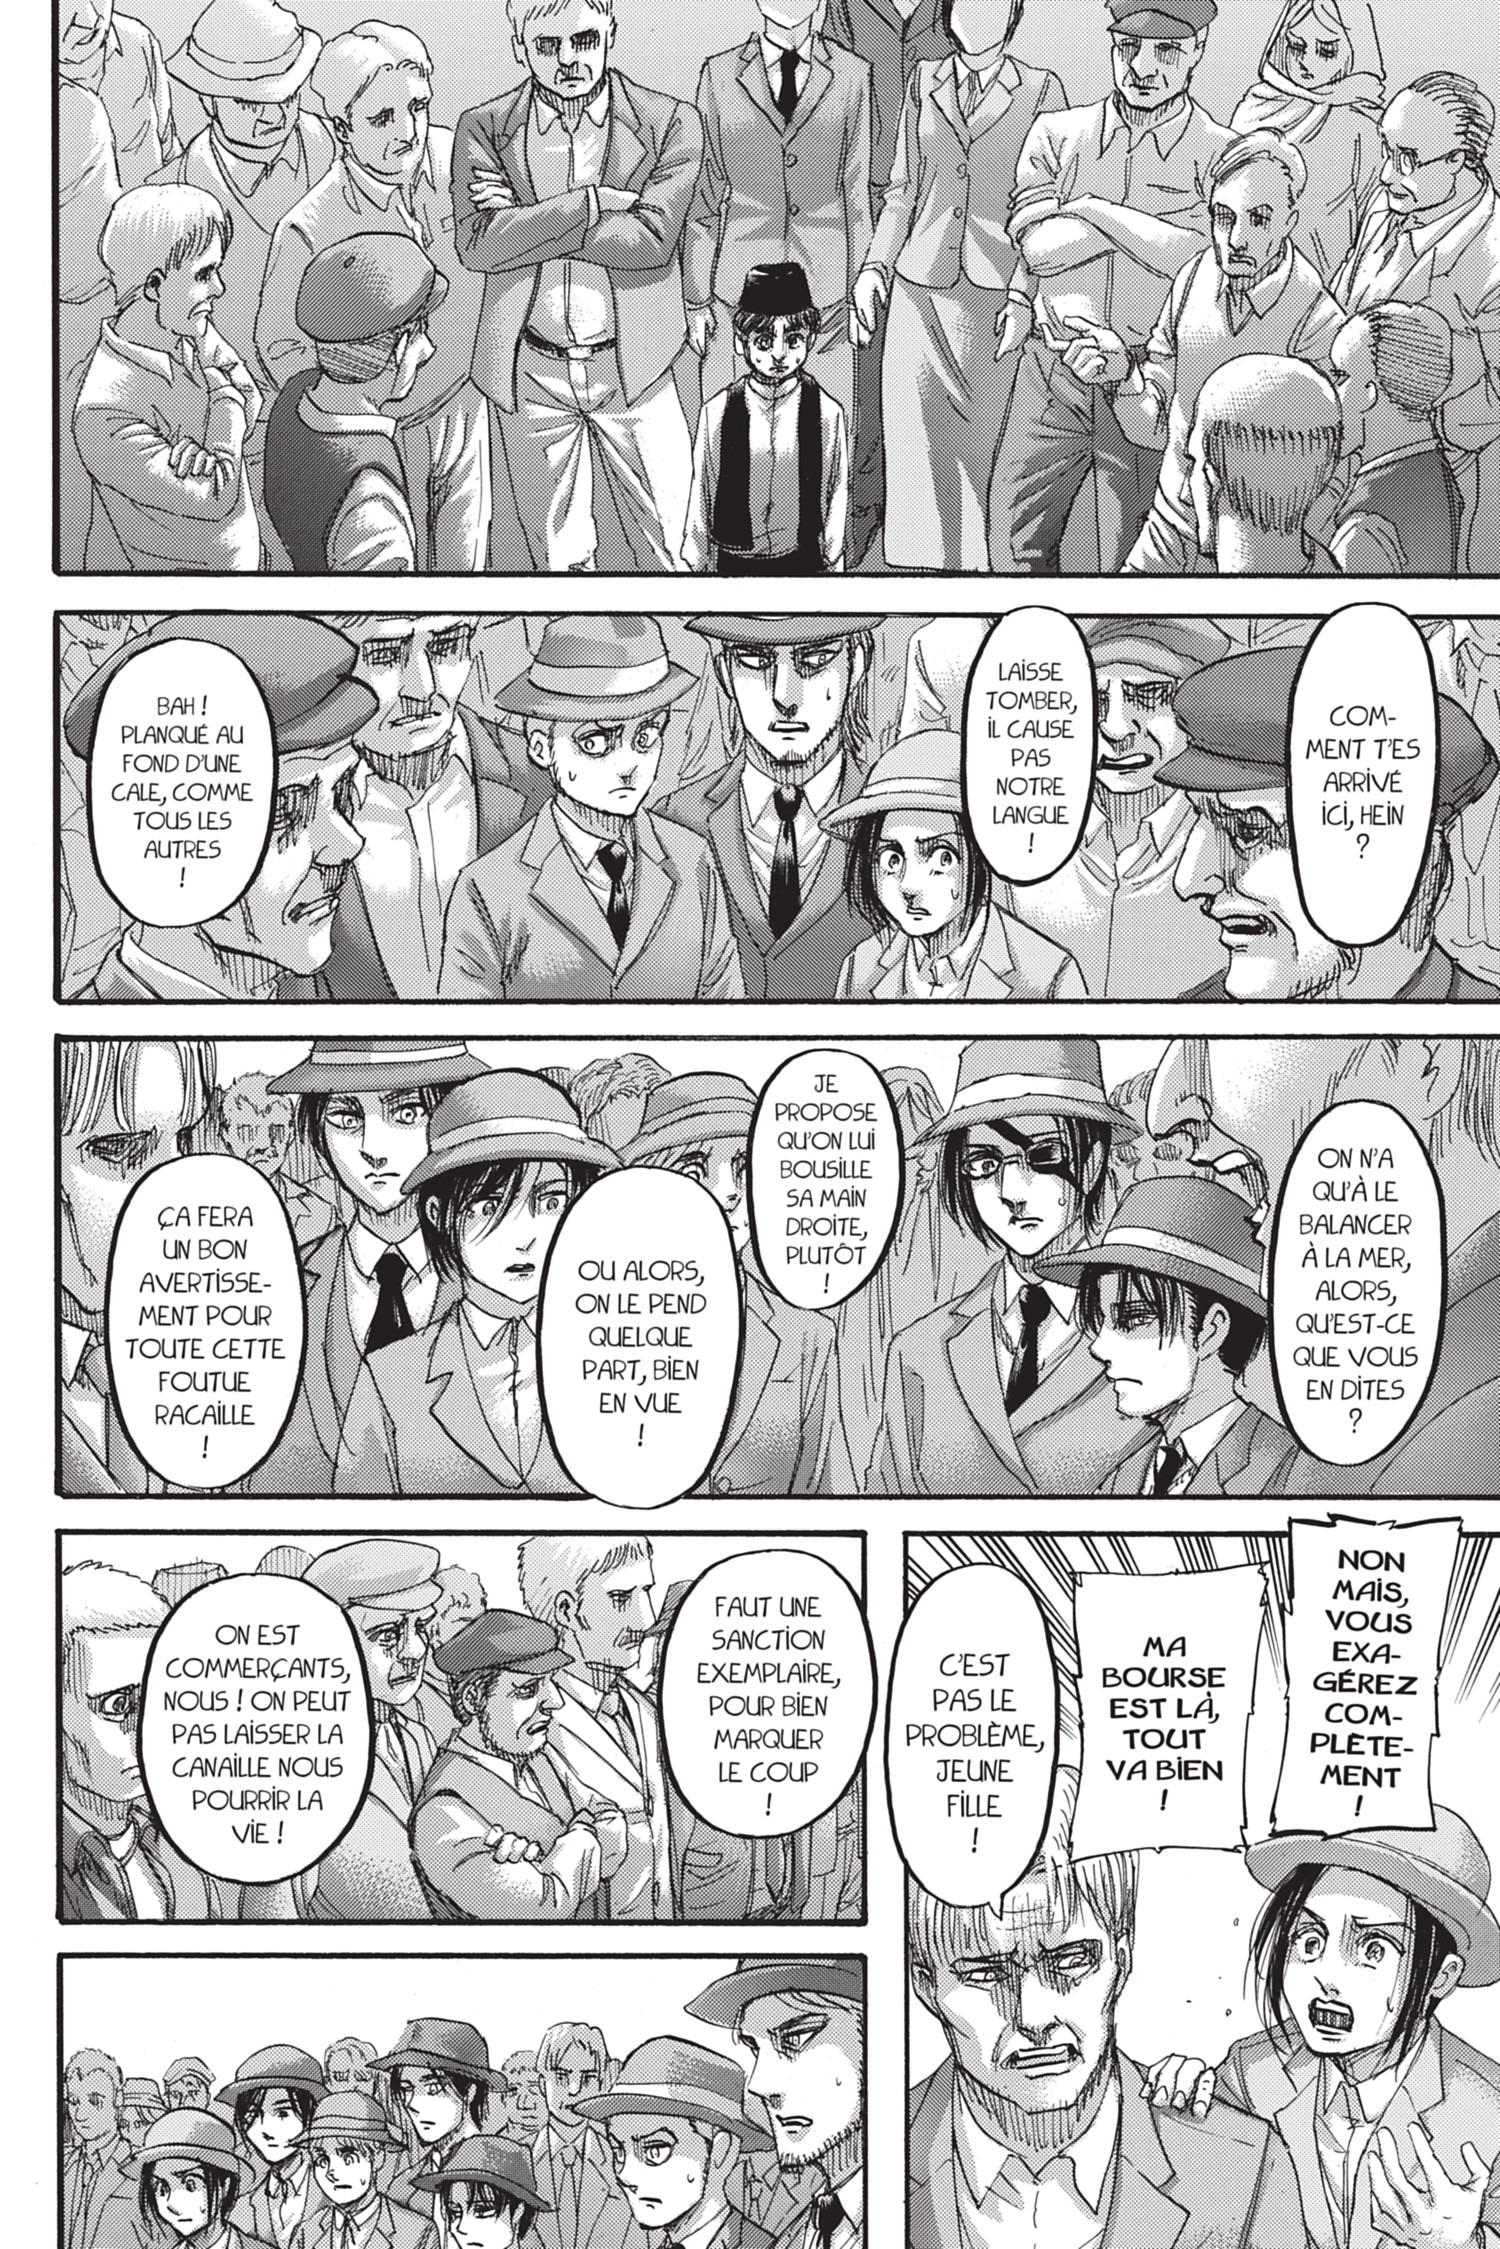 COM-
MENT T'ES
ARRIVÉ
ICI, HEIN
?
LAISSE
TOMBER,
IL CAUSE
PAS
NOTRE
LANGUE
!
BAH !
PLANQUÉ AU
FOND D'UNE
CALE, COMME
TOUS LES
AUTRES
!
ON N'A
QU'À LE
BALANCER
À LA MER,
ALORS,
QU'EST-CE
QUE VOUS
EN DITES
?
JE
PROPOSE
QU'ON LUI
BOUSILLE
SA MAIN
DROITE,
PLUTÔT
!
OU ALORS,
ON LE PEND
QUELQUE
PART, BIEN
EN VUE
!
ÇA FERA
UN BON
AVERTISSE-
MENT POUR
TOUTE CETTE
FOUTUE
RACAILLE
!
NON
MAIS,
VOUS
EXA-
GÉREZ
COM-
PLÈTE-
MENT
!
MA
BOURSE
EST LÀ,
TOUT
VA BIEN
!
C'EST
PAS LE
PROBLÈME,
JEUNE
FILLE
!
FAUT UNE
SANCTION
EXEMPLAIRE,
POUR BIEN
MARQUER
LE COUP
!
ON EST
COMMERÇANTS,
NOUS ! ON PEUT
PAS LAISSER LA
CANAILLE NOUS
POURRIR LA
VIE !